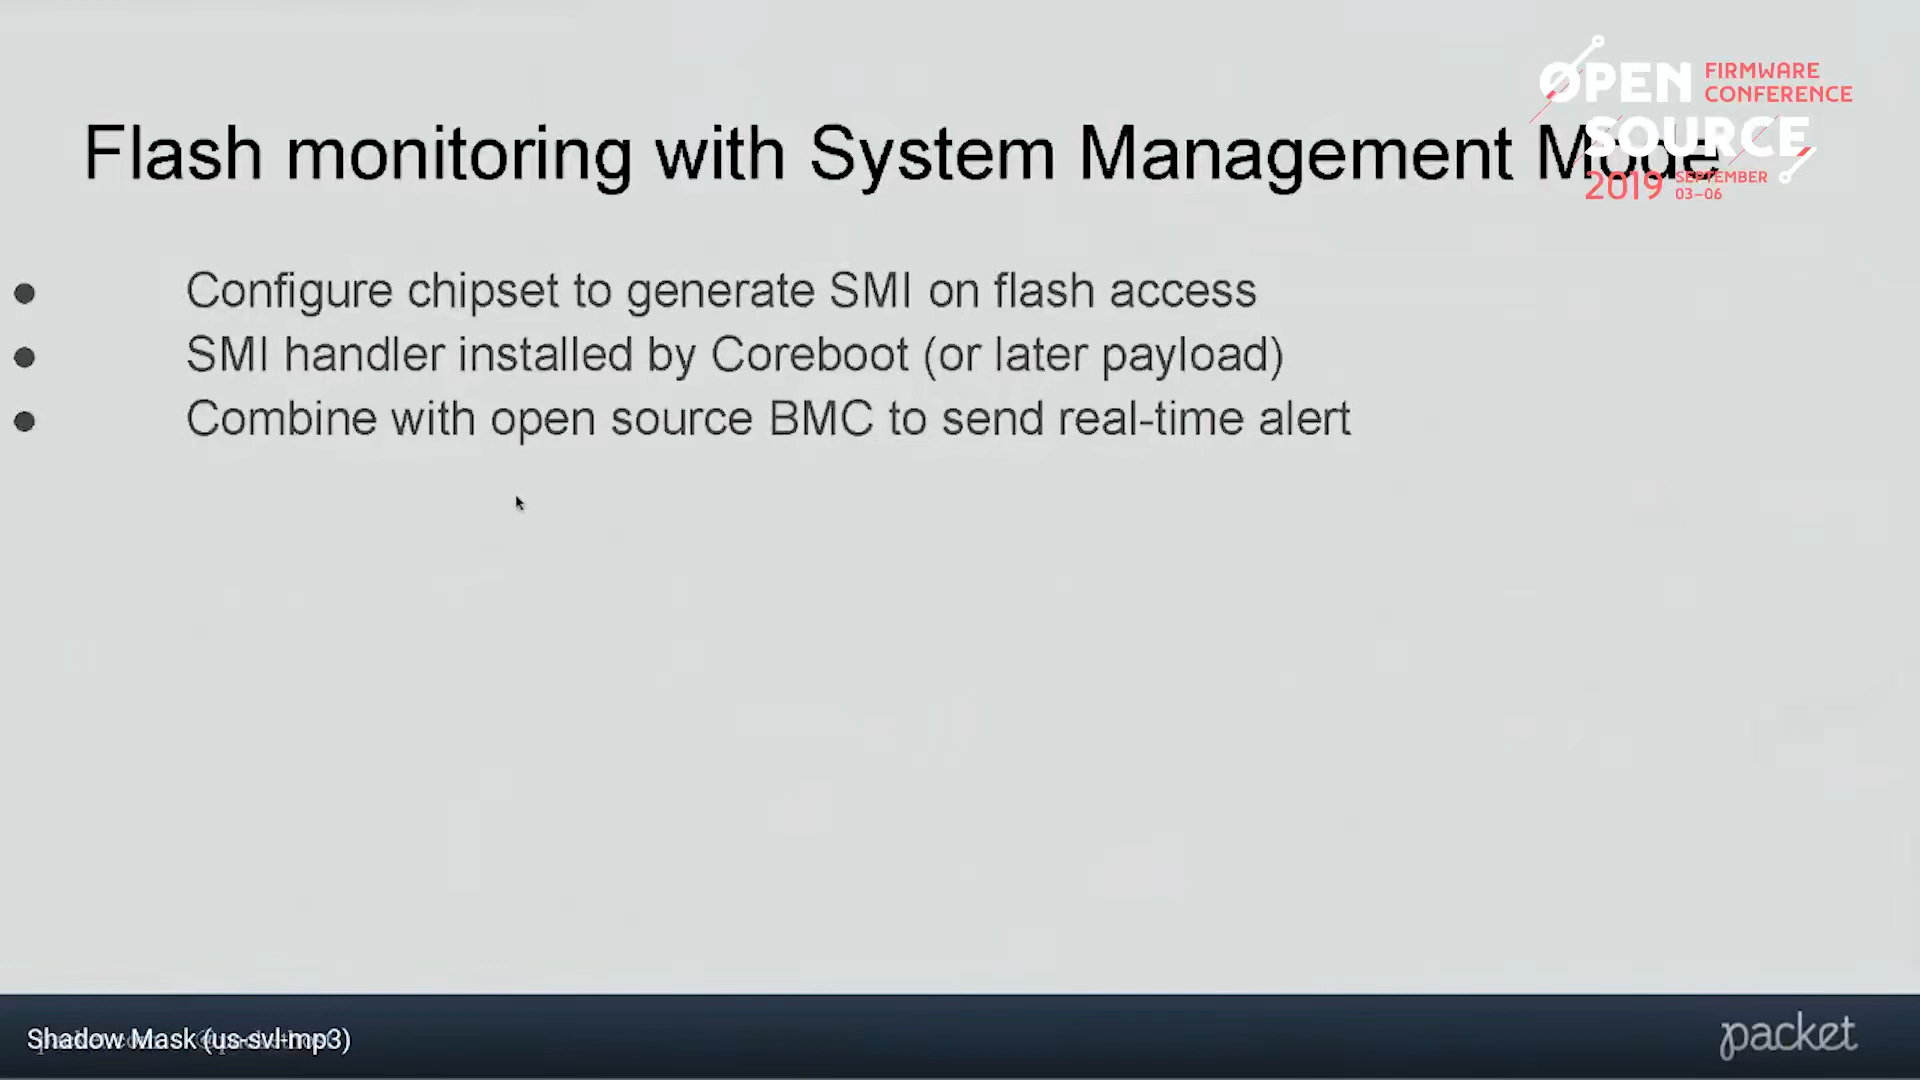 OPEN FIRMWARE
CONFERENCE
SOURCE
2019 SEPTEMBER
03–06
Flash monitoring with System Management Mode
● Configure chipset to generate SMI on flash access
● SMI handler installed by Coreboot (or later payload)
● Combine with open source BMC to send real-time alert
Shadow Mask (us-svl-mp3)
packet